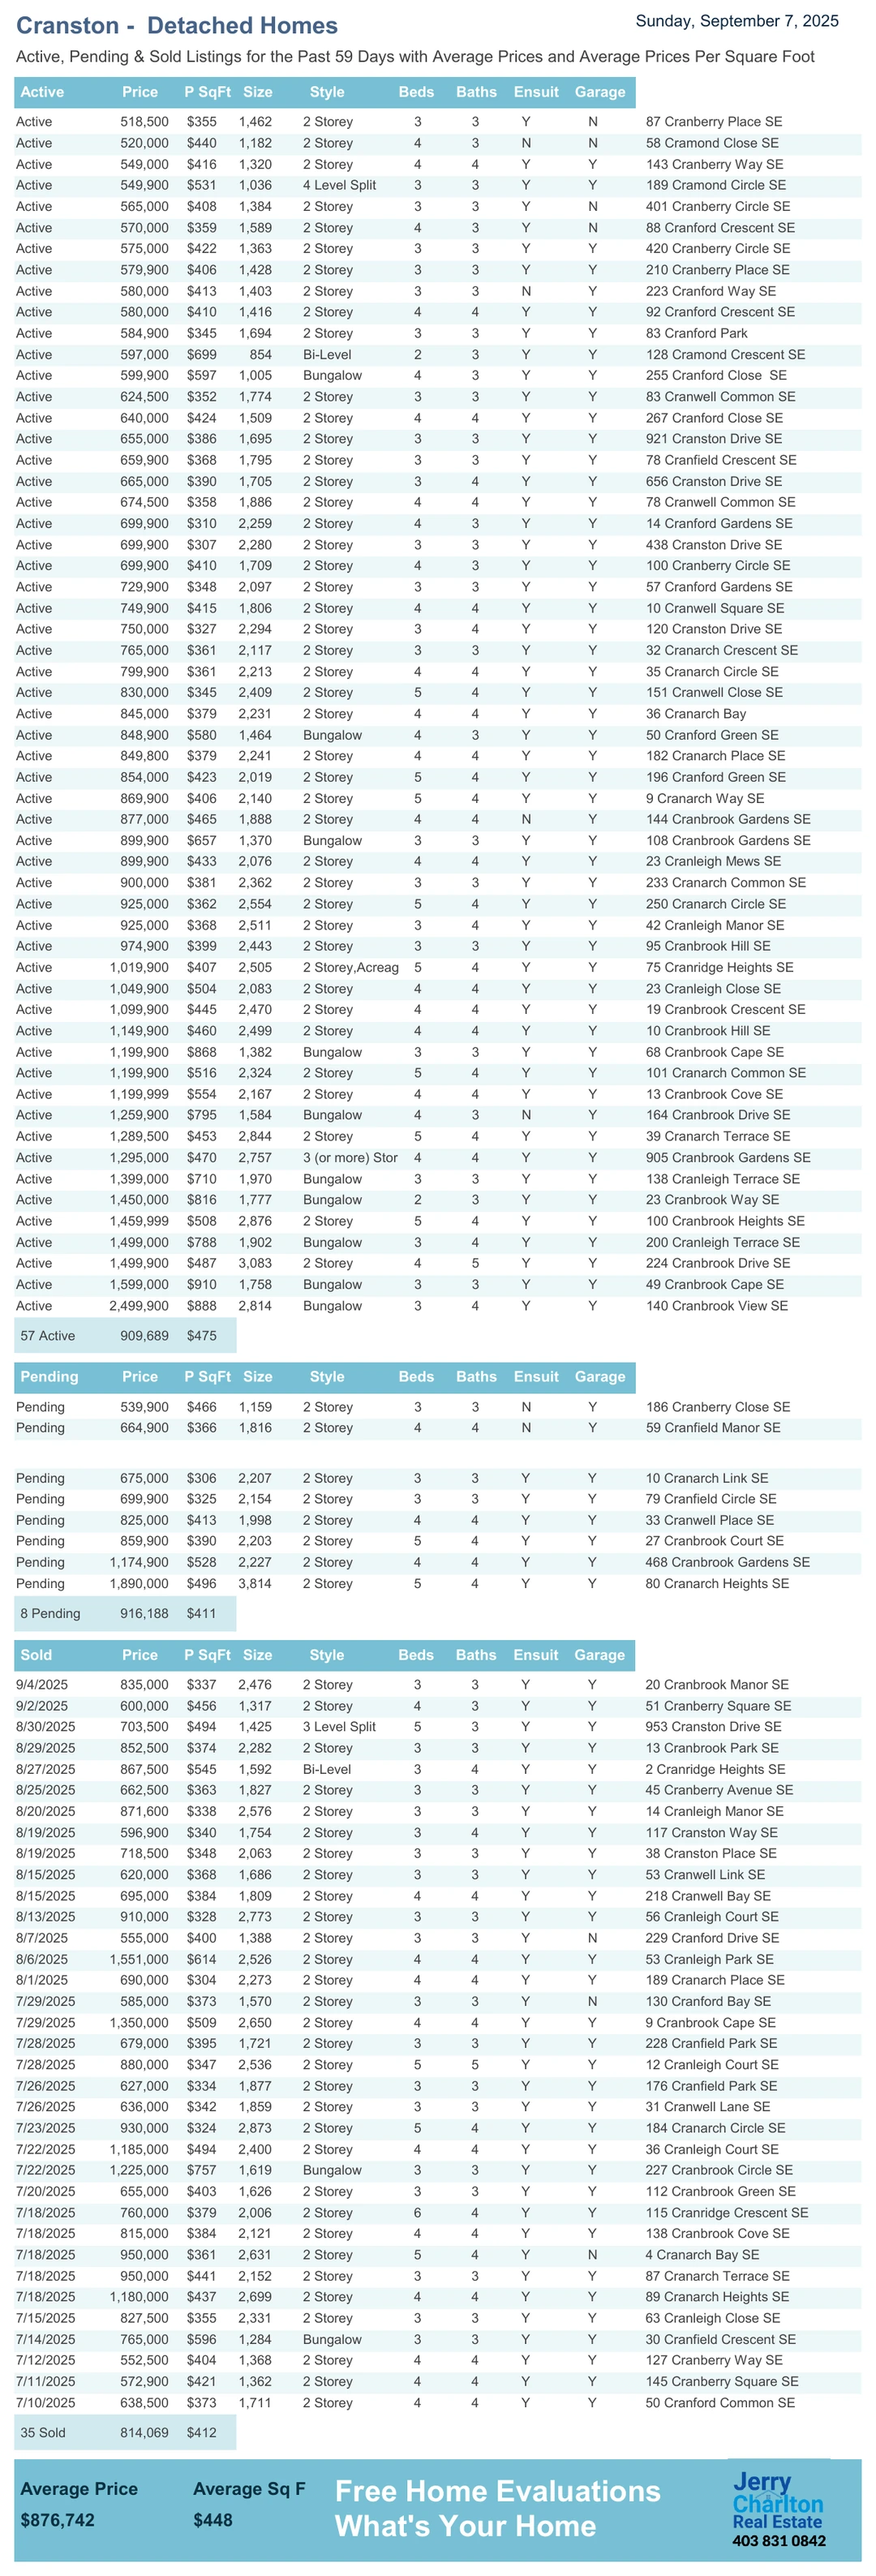 Cranston -  Detached Homes
Sunday, September 7, 2025
Active, Pending & Sold Listings for the Past 59 Days with Average Prices and Average Prices Per Square Foot
Active Price P SqFt Size Style Beds Baths Ensuit Garage
Active 518,500 $355 1,462 2 Storey 3 3 Y N 87 Cranberry Place SE
Active 520,000 $440 1,182 2 Storey 4 3 N N 58 Cramond Close SE
Active 549,000 $416 1,320 2 Storey 4 4 Y Y 143 Cranberry Way SE
Active 549,900 $531 1,036 4 Level Split 3 3 Y Y 189 Cramond Circle SE
Active 565,000 $408 1,384 2 Storey 3 3 Y N 401 Cranberry Circle SE
Active 570,000 $359 1,589 2 Storey 4 3 Y N 88 Cranford Crescent SE
Active 575,000 $422 1,363 2 Storey 3 3 Y Y 420 Cranberry Circle SE
Active 579,900 $406 1,428 2 Storey 3 3 Y Y 210 Cranberry Place SE
Active 580,000 $413 1,403 2 Storey 3 3 N Y 223 Cranford Way SE
Active 580,000 $410 1,416 2 Storey 4 4 Y Y 92 Cranford Crescent SE
Active 584,900 $345 1,694 2 Storey 3 3 Y Y 83 Cranford Park
Active 597,000 $699 854 Bi-Level 2 3 Y Y 128 Cramond Crescent SE
Active 599,900 $597 1,005 Bungalow 4 3 Y Y 255 Cranford Close  SE
Active 624,500 $352 1,774 2 Storey 3 3 Y Y 83 Cranwell Common SE
Active 640,000 $424 1,509 2 Storey 4 4 Y Y 267 Cranford Close SE
Active 655,000 $386 1,695 2 Storey 3 3 Y Y 921 Cranston Drive SE
Active 659,900 $368 1,795 2 Storey 3 3 Y Y 78 Cranfield Crescent SE
Active 665,000 $390 1,705 2 Storey 3 4 Y Y 656 Cranston Drive SE
Active 674,500 $358 1,886 2 Storey 4 4 Y Y 78 Cranwell Common SE
Active 699,900 $310 2,259 2 Storey 4 3 Y Y 14 Cranford Gardens SE
Active 699,900 $307 2,280 2 Storey 3 3 Y Y 438 Cranston Drive SE
Active 699,900 $410 1,709 2 Storey 4 3 Y Y 100 Cranberry Circle SE
Active 729,900 $348 2,097 2 Storey 3 3 Y Y 57 Cranford Gardens SE
Active 749,900 $415 1,806 2 Storey 4 4 Y Y 10 Cranwell Square SE
Active 750,000 $327 2,294 2 Storey 3 4 Y Y 120 Cranston Drive SE
Active 765,000 $361 2,117 2 Storey 3 3 Y Y 32 Cranarch Crescent SE
Active 799,900 $361 2,213 2 Storey 4 4 Y Y 35 Cranarch Circle SE
Active 830,000 $345 2,409 2 Storey 5 4 Y Y 151 Cranwell Close SE
Active 845,000 $379 2,231 2 Storey 4 4 Y Y 36 Cranarch Bay
Active 848,900 $580 1,464 Bungalow 4 3 Y Y 50 Cranford Green SE
Active 849,800 $379 2,241 2 Storey 4 4 Y Y 182 Cranarch Place SE
Active 854,000 $423 2,019 2 Storey 5 4 Y Y 196 Cranford Green SE
Active 869,900 $406 2,140 2 Storey 5 4 Y Y 9 Cranarch Way SE
Active 877,000 $465 1,888 2 Storey 4 4 N Y 144 Cranbrook Gardens SE
Active 899,900 $657 1,370 Bungalow 3 3 Y Y 108 Cranbrook Gardens SE
Active 899,900 $433 2,076 2 Storey 4 4 Y Y 23 Cranleigh Mews SE
Active 900,000 $381 2,362 2 Storey 3 3 Y Y 233 Cranarch Common SE
Active 925,000 $362 2,554 2 Storey 5 4 Y Y 250 Cranarch Circle SE
Active 925,000 $368 2,511 2 Storey 3 4 Y Y 42 Cranleigh Manor SE
Active 974,900 $399 2,443 2 Storey 3 3 Y Y 95 Cranbrook Hill SE
Active 1,019,900 $407 2,505 2 Storey,Acreag 5 4 Y Y 75 Cranridge Heights SE
Active 1,049,900 $504 2,083 2 Storey 4 4 Y Y 23 Cranleigh Close SE
Active 1,099,900 $445 2,470 2 Storey 4 4 Y Y 19 Cranbrook Crescent SE
Active 1,149,900 $460 2,499 2 Storey 4 4 Y Y 10 Cranbrook Hill SE
Active 1,199,900 $868 1,382 Bungalow 3 3 Y Y 68 Cranbrook Cape SE
Active 1,199,900 $516 2,324 2 Storey 5 4 Y Y 101 Cranarch Common SE
Active 1,199,999 $554 2,167 2 Storey 4 4 Y Y 13 Cranbrook Cove SE
Active 1,259,900 $795 1,584 Bungalow 4 3 N Y 164 Cranbrook Drive SE
Active 1,289,500 $453 2,844 2 Storey 5 4 Y Y 39 Cranarch Terrace SE
Active 1,295,000 $470 2,757 3 (or more) Stor 4 4 Y Y 905 Cranbrook Gardens SE
Active 1,399,000 $710 1,970 Bungalow 3 3 Y Y 138 Cranleigh Terrace SE
Active 1,450,000 $816 1,777 Bungalow 2 3 Y Y 23 Cranbrook Way SE
Active 1,459,999 $508 2,876 2 Storey 5 4 Y Y 100 Cranbrook Heights SE
Active 1,499,000 $788 1,902 Bungalow 3 4 Y Y 200 Cranleigh Terrace SE
Active 1,499,900 $487 3,083 2 Storey 4 5 Y Y 224 Cranbrook Drive SE
Active 1,599,000 $910 1,758 Bungalow 3 3 Y Y 49 Cranbrook Cape SE
Active 2,499,900 $888 2,814 Bungalow 3 4 Y Y 140 Cranbrook View SE
57 Active 909,689 $475
Pending Price P SqFt Size Style Beds Baths Ensuit Garage
Pending 539,900 $466 1,159 2 Storey 3 3 N Y 186 Cranberry Close SE
Pending 664,900 $366 1,816 2 Storey 4 4 N Y 59 Cranfield Manor SE
Pending 675,000 $306 2,207 2 Storey 3 3 Y Y 10 Cranarch Link SE
Pending 699,900 $325 2,154 2 Storey 3 3 Y Y 79 Cranfield Circle SE
Pending 825,000 $413 1,998 2 Storey 4 4 Y Y 33 Cranwell Place SE
Pending 859,900 $390 2,203 2 Storey 5 4 Y Y 27 Cranbrook Court SE
Pending 1,174,900 $528 2,227 2 Storey 4 4 Y Y 468 Cranbrook Gardens SE
Pending 1,890,000 $496 3,814 2 Storey 5 4 Y Y 80 Cranarch Heights SE
8 Pending 916,188 $411
Sold Price P SqFt Size Style Beds Baths Ensuit Garage
9/4/2025 835,000 $337 2,476 2 Storey 3 3 Y Y 20 Cranbrook Manor SE
9/2/2025 600,000 $456 1,317 2 Storey 4 3 Y Y 51 Cranberry Square SE
8/30/2025 703,500 $494 1,425 3 Level Split 5 3 Y Y 953 Cranston Drive SE
8/29/2025 852,500 $374 2,282 2 Storey 3 3 Y Y 13 Cranbrook Park SE
8/27/2025 867,500 $545 1,592 Bi-Level 3 4 Y Y 2 Cranridge Heights SE
8/25/2025 662,500 $363 1,827 2 Storey 3 3 Y Y 45 Cranberry Avenue SE
8/20/2025 871,600 $338 2,576 2 Storey 3 3 Y Y 14 Cranleigh Manor SE
8/19/2025 596,900 $340 1,754 2 Storey 3 4 Y Y 117 Cranston Way SE
8/19/2025 718,500 $348 2,063 2 Storey 3 3 Y Y 38 Cranston Place SE
8/15/2025 620,000 $368 1,686 2 Storey 3 3 Y Y 53 Cranwell Link SE
8/15/2025 695,000 $384 1,809 2 Storey 4 4 Y Y 218 Cranwell Bay SE
8/13/2025 910,000 $328 2,773 2 Storey 3 3 Y Y 56 Cranleigh Court SE
8/7/2025 555,000 $400 1,388 2 Storey 3 3 Y N 229 Cranford Drive SE
8/6/2025 1,551,000 $614 2,526 2 Storey 4 4 Y Y 53 Cranleigh Park SE
8/1/2025 690,000 $304 2,273 2 Storey 4 4 Y Y 189 Cranarch Place SE
7/29/2025 585,000 $373 1,570 2 Storey 3 3 Y N 130 Cranford Bay SE
7/29/2025 1,350,000 $509 2,650 2 Storey 4 4 Y Y 9 Cranbrook Cape SE
7/28/2025 679,000 $395 1,721 2 Storey 3 3 Y Y 228 Cranfield Park SE
7/28/2025 880,000 $347 2,536 2 Storey 5 5 Y Y 12 Cranleigh Court SE
7/26/2025 627,000 $334 1,877 2 Storey 3 3 Y Y 176 Cranfield Park SE
7/26/2025 636,000 $342 1,859 2 Storey 3 3 Y Y 31 Cranwell Lane SE
7/23/2025 930,000 $324 2,873 2 Storey 5 4 Y Y 184 Cranarch Circle SE
7/22/2025 1,185,000 $494 2,400 2 Storey 4 4 Y Y 36 Cranleigh Court SE
7/22/2025 1,225,000 $757 1,619 Bungalow 3 3 Y Y 227 Cranbrook Circle SE
7/20/2025 655,000 $403 1,626 2 Storey 3 3 Y Y 112 Cranbrook Green SE
7/18/2025 760,000 $379 2,006 2 Storey 6 4 Y Y 115 Cranridge Crescent SE
7/18/2025 815,000 $384 2,121 2 Storey 4 4 Y Y 138 Cranbrook Cove SE
7/18/2025 950,000 $361 2,631 2 Storey 5 4 Y N 4 Cranarch Bay SE
7/18/2025 950,000 $441 2,152 2 Storey 3 3 Y Y 87 Cranarch Terrace SE
7/18/2025 1,180,000 $437 2,699 2 Storey 4 4 Y Y 89 Cranarch Heights SE
7/15/2025 827,500 $355 2,331 2 Storey 3 3 Y Y 63 Cranleigh Close SE
7/14/2025 765,000 $596 1,284 Bungalow 3 3 Y Y 30 Cranfield Crescent SE
7/12/2025 552,500 $404 1,368 2 Storey 4 4 Y Y 127 Cranberry Way SE
7/11/2025 572,900 $421 1,362 2 Storey 4 4 Y Y 145 Cranberry Square SE
7/10/2025 638,500 $373 1,711 2 Storey 4 4 Y Y 50 Cranford Common SE
35 Sold 814,069 $412
Average Price Average Sq F
$876,742 $448
Free Home Evaluations
What's Your Home
Jerry
Charlton
Real Estate
403 831 0842